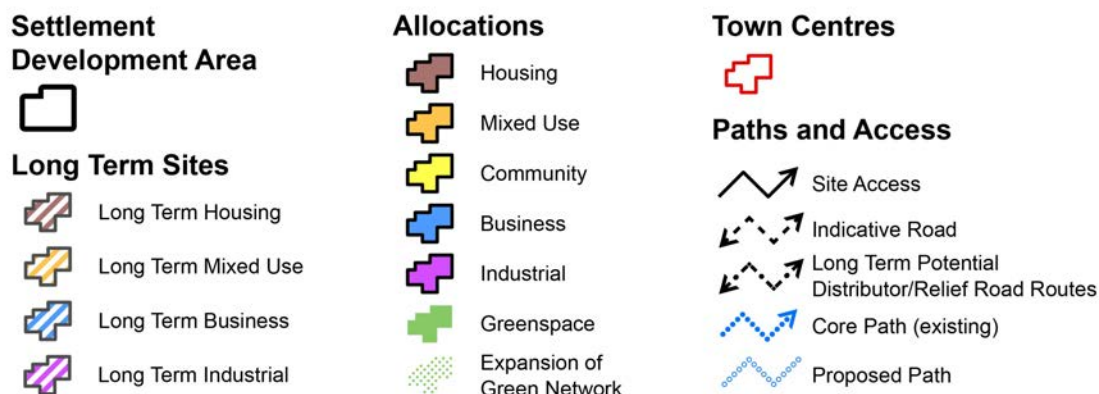 Settlement
Development Area
Long Term Sites
Long Term Housing
Long Term Mixed Use
Long Term Business
Long Term Industrial
Allocations
Housing
Mixed Use
Community
Business
Industrial
Greenspace
Expansion of
Green Network
Town Centres
Paths and Access
Site Access
Indicative Road
Long Term Potential
Distributor/Relief Road Routes
Core Path (existing)
Proposed Path